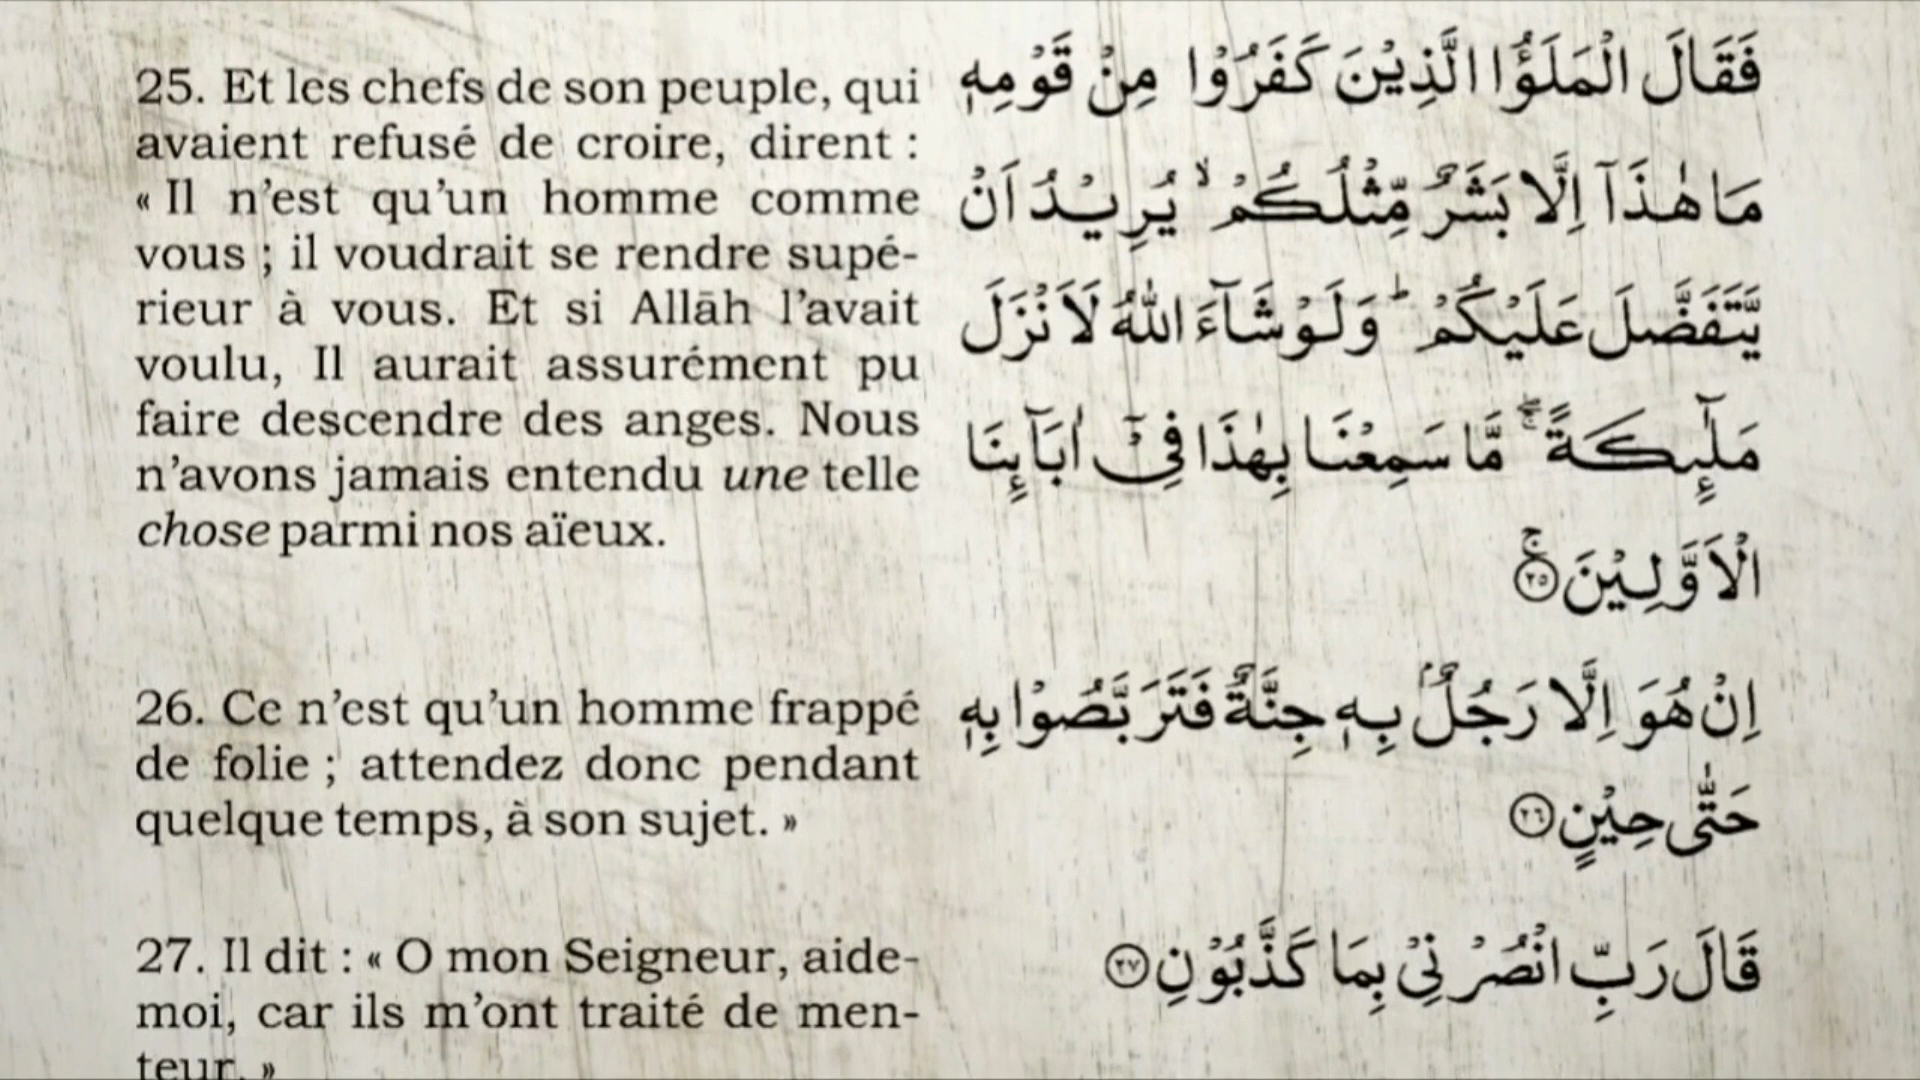 25. Et les chefs de son peuple, qui
avaient refusé de croire, dirent :
« Il n’est qu’un homme comme
vous ; il voudrait se rendre supé-
rieur à vous. Et si Allāh l’avait
voulu, Il aurait assurément pu
faire descendre des anges. Nous
n’avons jamais entendu une telle
chose parmi nos aïeux.
فَقَالَ الْمَلَؤُا الَّذِيْنَ كَفَرُوْا مِنْ قَوْمِهٖ
مَا هٰذَآ اِلَّا بَشَرٌ مِّثْلُكُمْ ۙ يُرِيْدُ اَنْ
يَّتَفَضَّلَ عَلَيْكُمْ ؕ وَلَوْ شَآءَ اللّٰهُ لَاَنْزَلَ
مَلٰٓىِٕكَةً ۚۖ مَّا سَمِعْنَا بِهٰذَا فِيْٓ اٰبَآىِٕنَا
الْاَوَّلِيْنَ ۚ۝٢٥
26. Ce n’est qu’un homme frappé
de folie ; attendez donc pendant
quelque temps, à son sujet. »
اِنْ هُوَ اِلَّا رَجُلٌۢ بِهٖ جِنَّةٌ فَتَرَبَّصُوْا بِهٖ
حَتّٰى حِيْنٍ ۝٢٦
27. Il dit : « O mon Seigneur, aide-
moi, car ils m’ont traité de men-
teur. »
قَالَ رَبِّ انْصُرْنِيْ بِمَا كَذَّبُوْنِ ۝٢٧